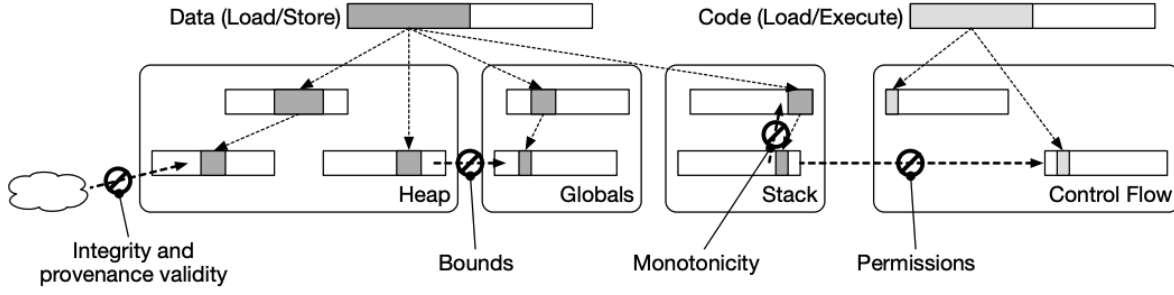 Data (Load/Store)
Code (Load/Execute)
Heap
Globals
Stack
Control Flow
Integrity and
provenance validity
Bounds
Monotonicity
Permissions